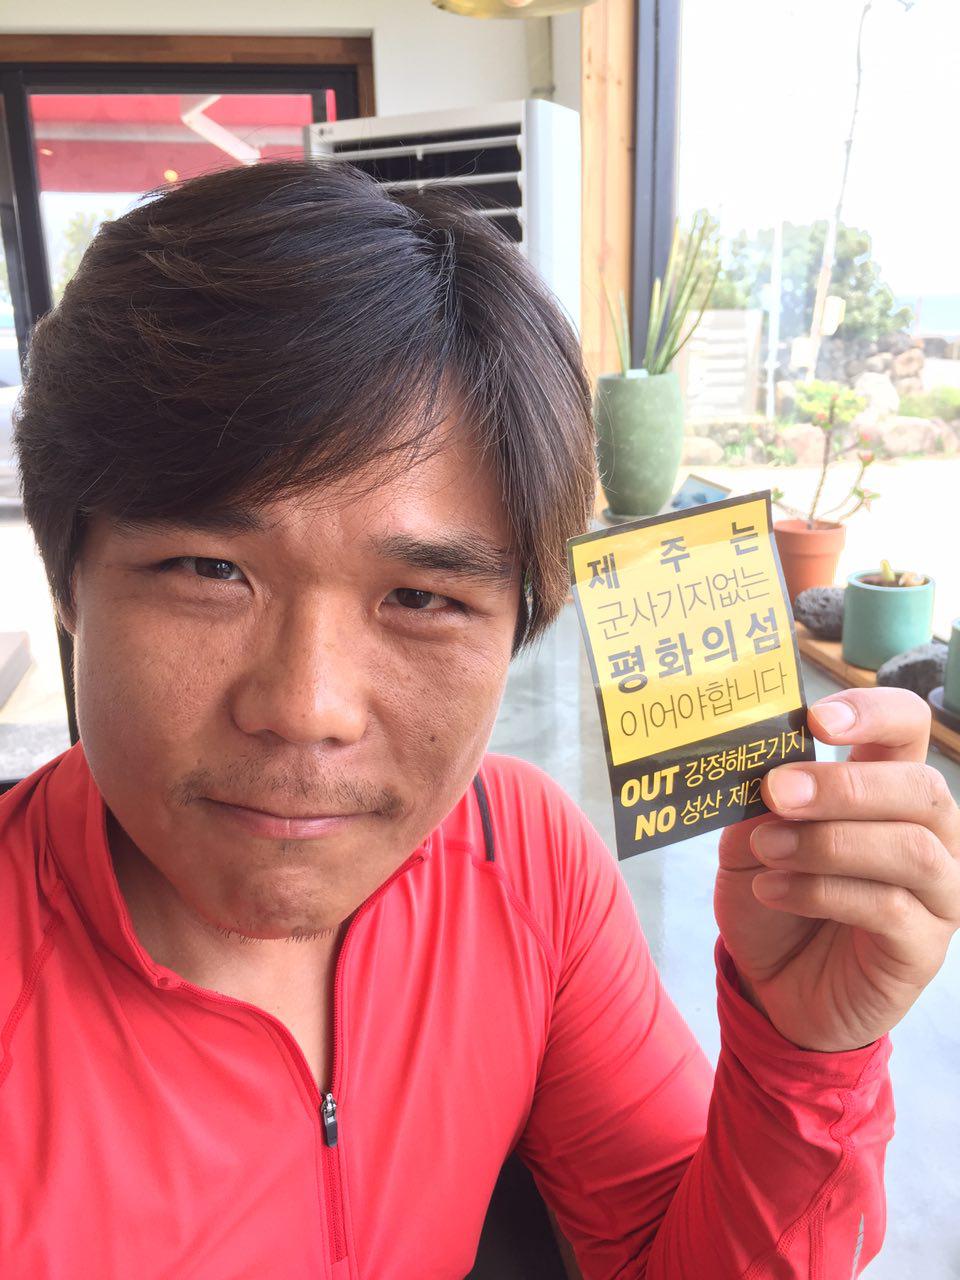 제 주 는
군사기지없는
평화의섬
이어야합니다
OUT 강정해군기지
NO 성산 제2
LG